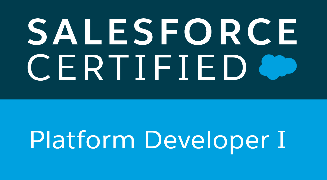 SALESFORCE
CERTIFIED
Platform Developer I